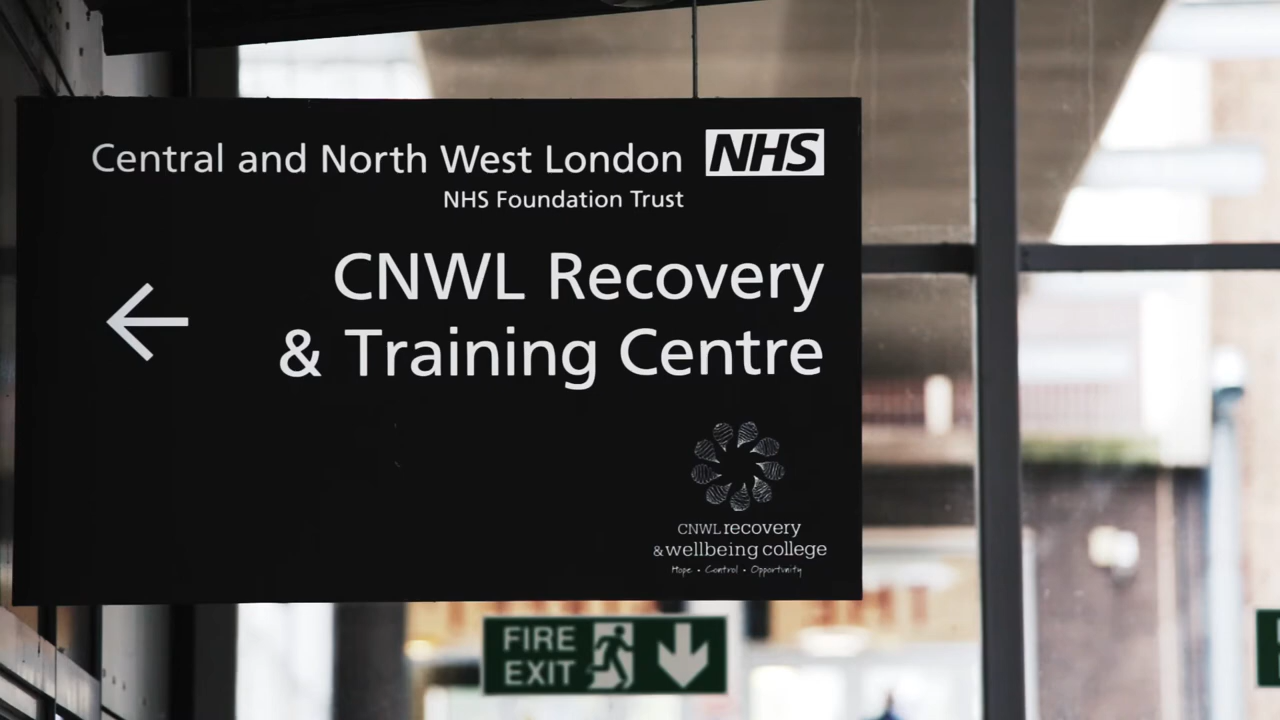 Central and North West London NHS
NHS Foundation Trust
CNWL Recovery
& Training Centre
CNWL recovery
& wellbeing college
Hope • Control • Opportunity
FIRE
EXIT